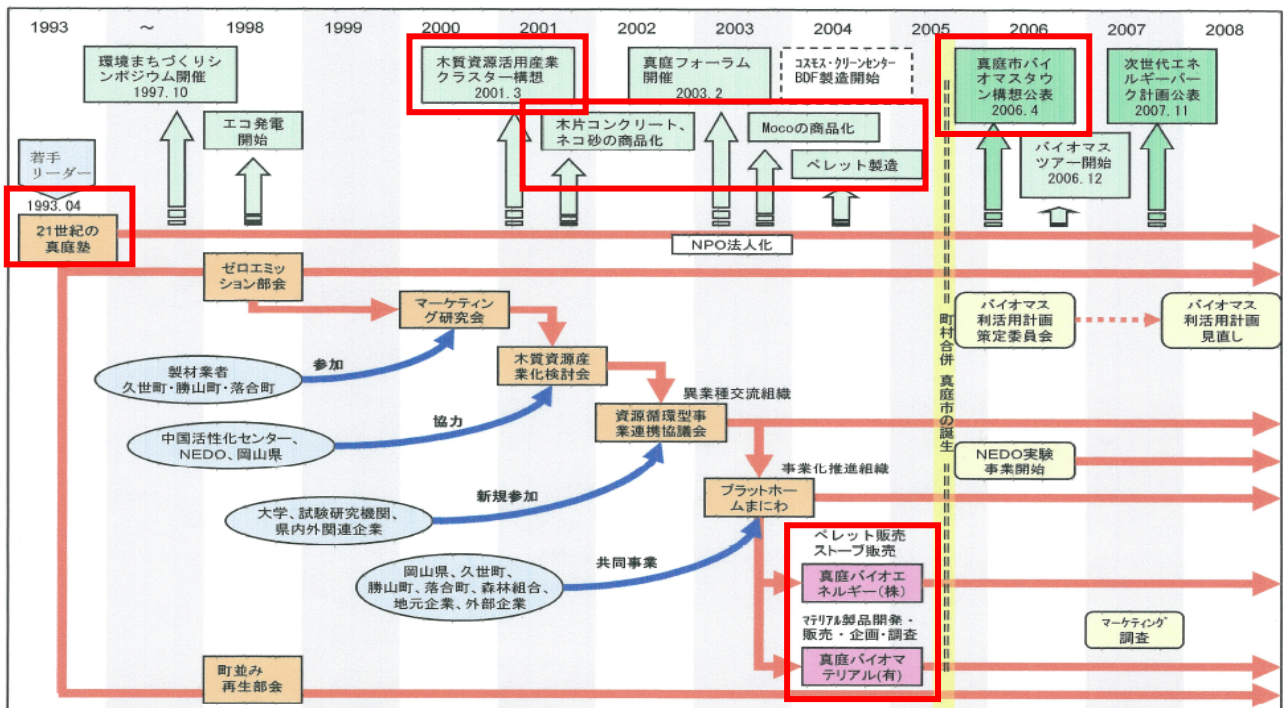 1993
～
1998
1999
2000
2001
2002
2003
2004
2005
2006
2007
2008
環境まちづくりシ
ンポジウム開催
1997.10
木質資源活用産業
クラスター構想
2001.3
真庭フォーラム
開催
2003.2
コスモス・クリーンセンター
BDF製造開始
真庭市バイ
オマスタウ
ン構想公表
2006.4
次世代エネ
ルギーパー
ク計画公表
2007.11
エコ発電
開始
木片コンクリート、
ネコ砂の商品化
Mocoの商品化
ペレット製造
バイオマス
ツアー開始
2006.12
若手
リーダー
1993.04
21世紀の
真庭塾
NPO法人化
ゼロエミッ
ション部会
マーケティン
グ研究会
バイオマス
利活用計画
策定委員会
バイオマス
利活用計画
見直し
町村合併 真庭市の誕生
製材業者
久世町・勝山町・落合町
参加
木質資源産
業化検討会
異業種交流組織
中国活性化センター、
NEDO、岡山県
協力
資源循環型事
業連携協議会
NEDO実験
事業開始
事業化推進組織
大学、試験研究機関、
県内外関連企業
新規参加
プラットホー
ムまにわ
ペレット販売
ストーブ販売
岡山県、久世町、
勝山町、落合町、森林組合、
地元企業、外部企業
共同事業
真庭バイオエ
ネルギー(株)
マテリアル製品開発・
販売・企画・調査
マーケティング
調査
町並み
再生部会
真庭バイオマ
テリアル(有)